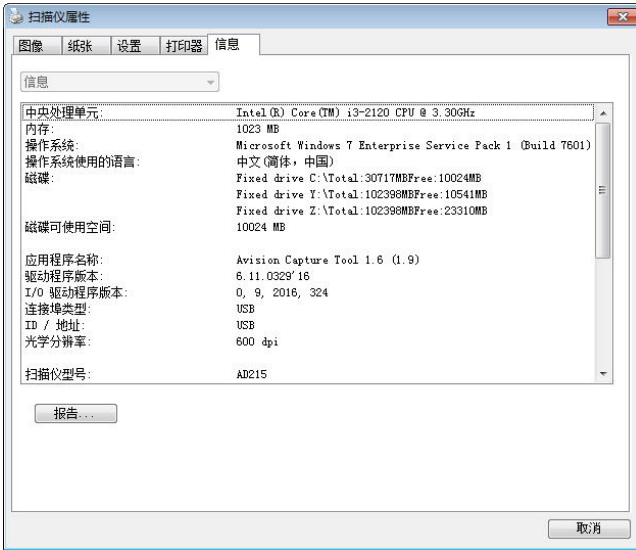 扫描仪属性
图像 纸张 设置 打印器 信息
信息
中央处理单元: Intel(R) Core(TM) i3-2120 CPU @ 3.30GHz
内存: 1023 MB
操作系统: Microsoft Windows 7 Enterprise Service Pack 1 (Build 7601)
操作系统使用的语言: 中文(简体，中国)
磁碟: Fixed drive C:\Total:30717MBFree:10024MB
Fixed drive Y:\Total:102398MBFree:10541MB
Fixed drive Z:\Total:102398MBFree:23310MB
磁碟可使用空间: 10024 MB
应用程序名称: Avision Capture Tool 1.6 (1.9)
驱动程序版本: 6.11.0329'16
I/O 驱动程序版本: 0, 9, 2016, 324
连接埠类型: USB
ID / 地址: USB
光学分辨率: 600 dpi
扫描仪型号: AD215
报告...
取消